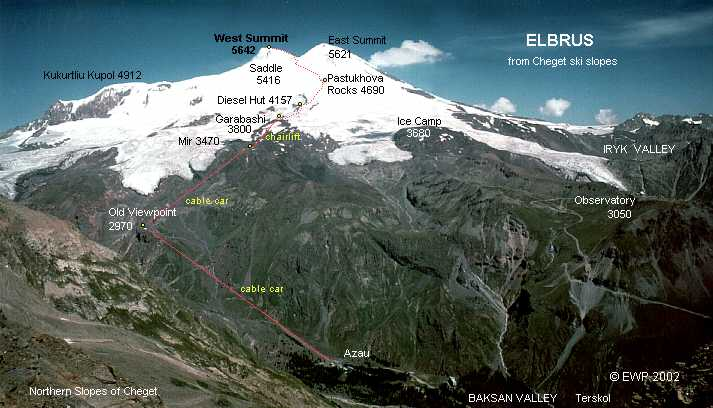 West Summit
5642
East Summit
5621
ELBRUS
from Cheget ski slopes
Saddle
5416
Kukurtliu Kupol 4912
Pastukhova
Rocks 4690
Diesel Hut 4157
Garabashi
3800
chairlift
Ice Camp
3680
Mir 3470
IRYK VALLEY
cable car
Old Viewpoint
2970
Observatory
3050
cable car
Azau
© EWP 2002
Northern Slopes of Cheget
BAKSAN VALLEY
Terskol